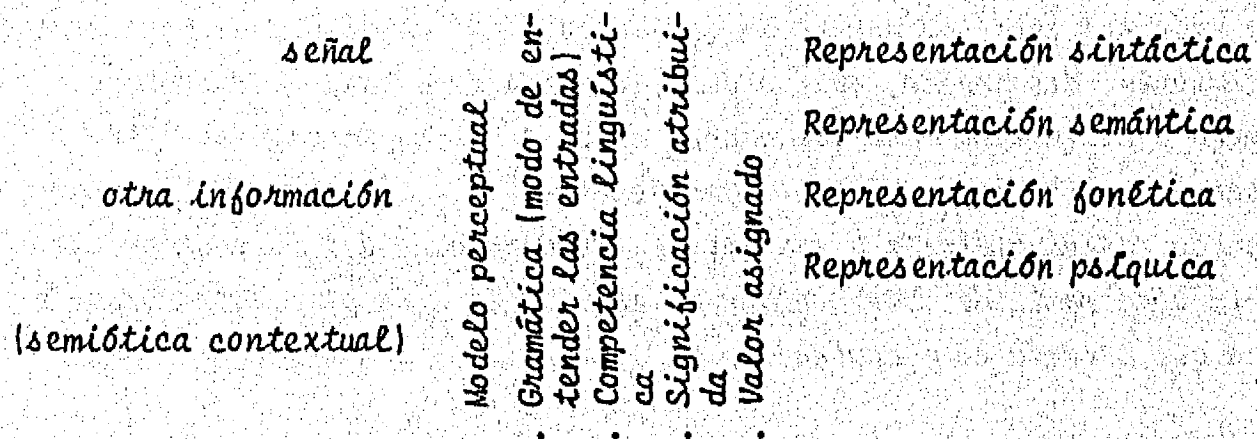 señal
otra información
(semiótica contextual)
Modelo perceptual
Gramática (modo de en-
tender las entradas)
Competencia linguísti-
ca
Significación atribui-
da
Valor asignado
Representación sintáctica
Representación semántica
Representación fonética
Representación psíquica